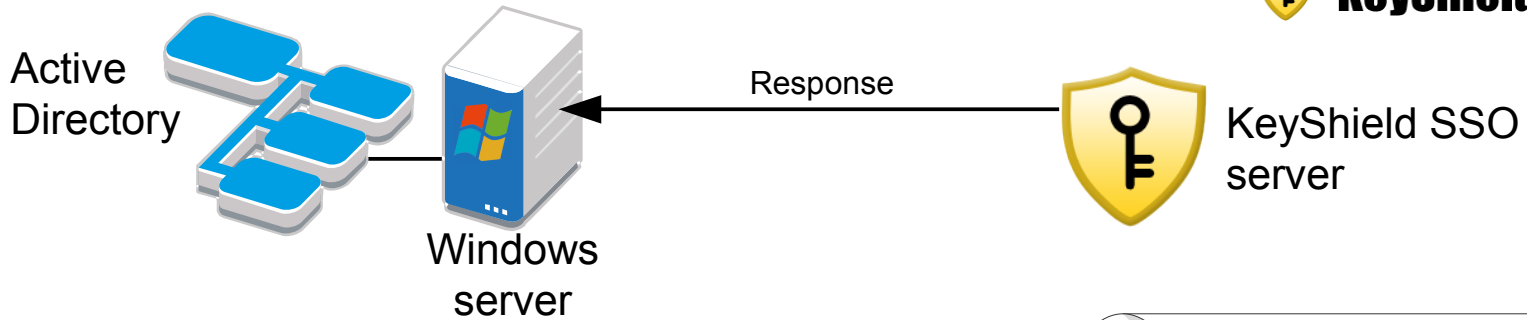 Active
Directory
Response
KeyShield SSO
server
Windows
server